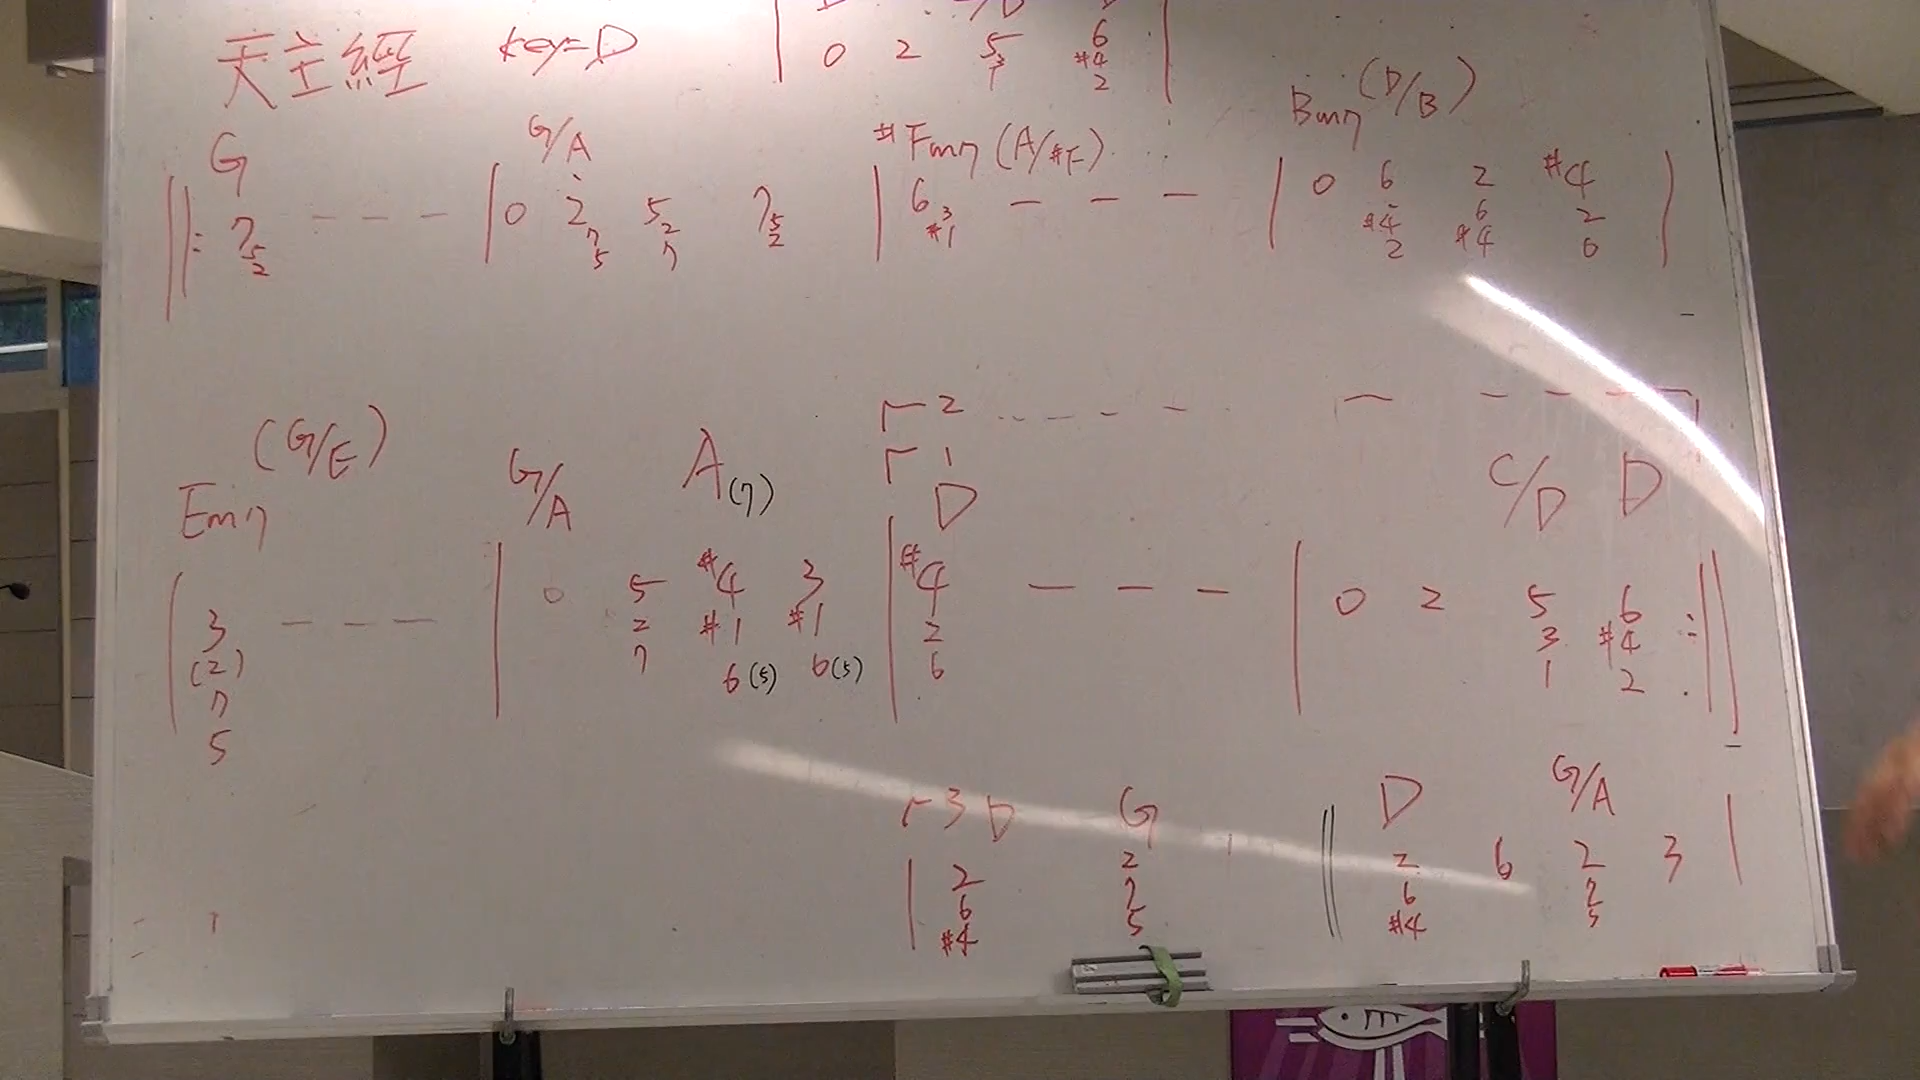 天主經 key=D | 0 2 5 3 1 6 #4 2 |
G G/A #Fm7 (A/#F) Bm7 (D/B)
||: 7 5 2 - - - | 0 2̇ 7 5 5 2 7 7 5 2 | 6 3 #1 - - - | 0 6 #4 2 2 6 #4 #4 2 6 |
┌ 2 - - - - - - - ┐
Em7 (G/E) G/A A(7) ┌ 1 D C/D D
| 3 (2) 7 5 - - - | 0 5 2 7 #4 #1 6(5) 3 #1 6(5) | #4 2 6 - - - | 0 2 5 3 1 6 #4 2 :||
┌ 3 D G D G/A
| 2 6 #4 2 7 5 || 2 6 #4 6 2 7 5 3 |